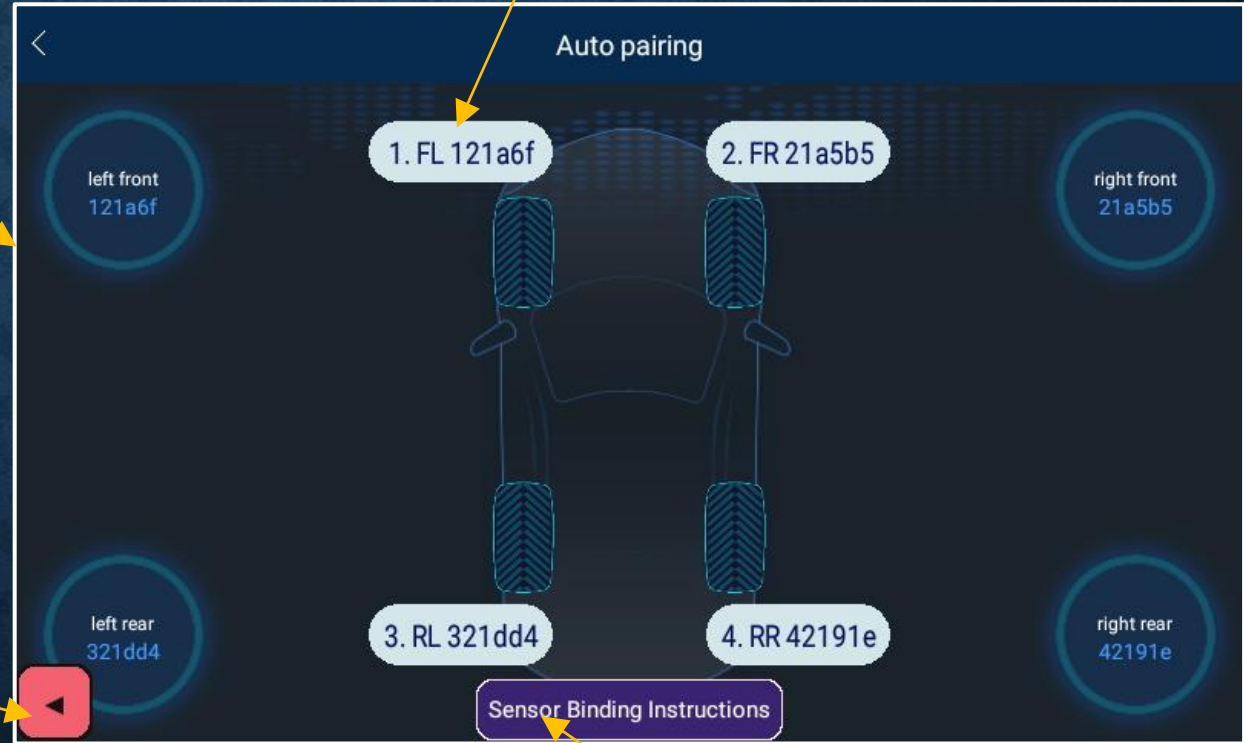 Auto pairing
1. FL 121a6f
2. FR 21a5b5
left front
121a6f
right front
21a5b5
left rear
321dd4
3. RL 321dd4
4. RR 42191e
right rear
42191e
Sensor Binding Instructions